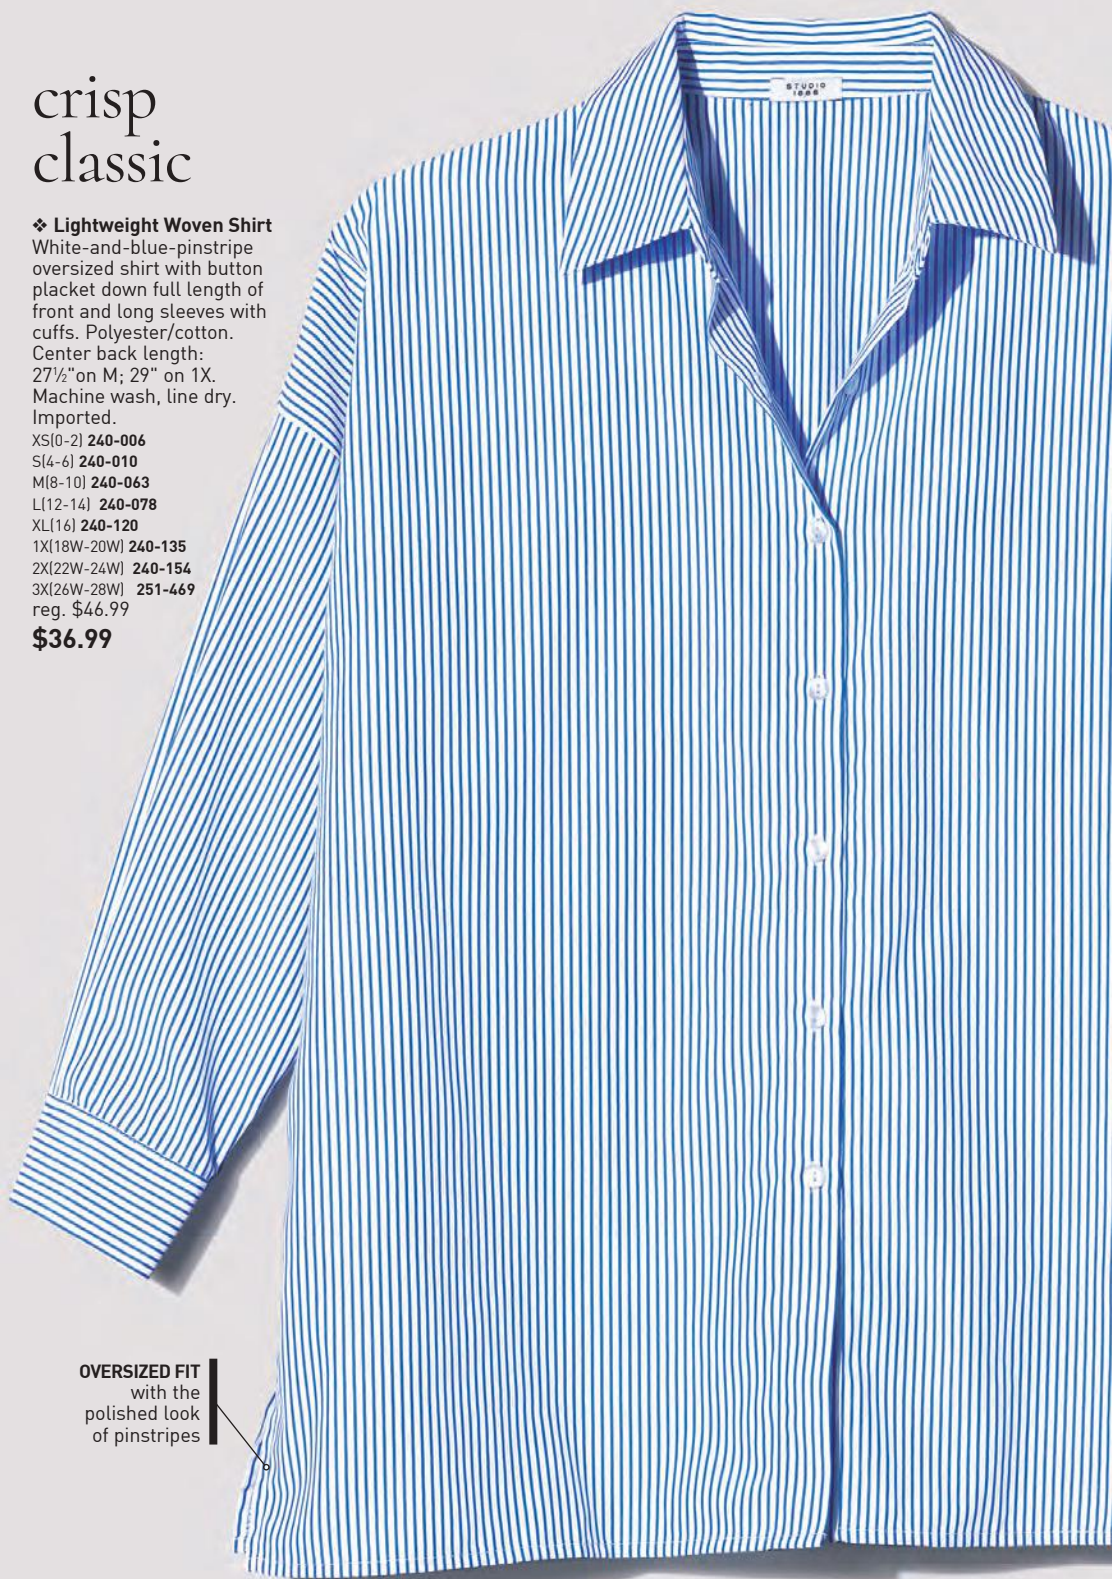 crisp
classic
❖ Lightweight Woven Shirt
White-and-blue-pinstripe
oversized shirt with button
placket down full length of
front and long sleeves with
cuffs. Polyester/cotton.
Center back length:
27½"on M; 29" on 1X.
Machine wash, line dry.
Imported.
XS(0-2) 240-006
S(4-6) 240-010
M(8-10) 240-063
L(12-14) 240-078
XL(16) 240-120
1X(18W-20W) 240-135
2X(22W-24W) 240-154
3X(26W-28W) 251-469
reg. $46.99
$36.99
STUDIO
1886
OVERSIZED FIT
with the
polished look
of pinstripes